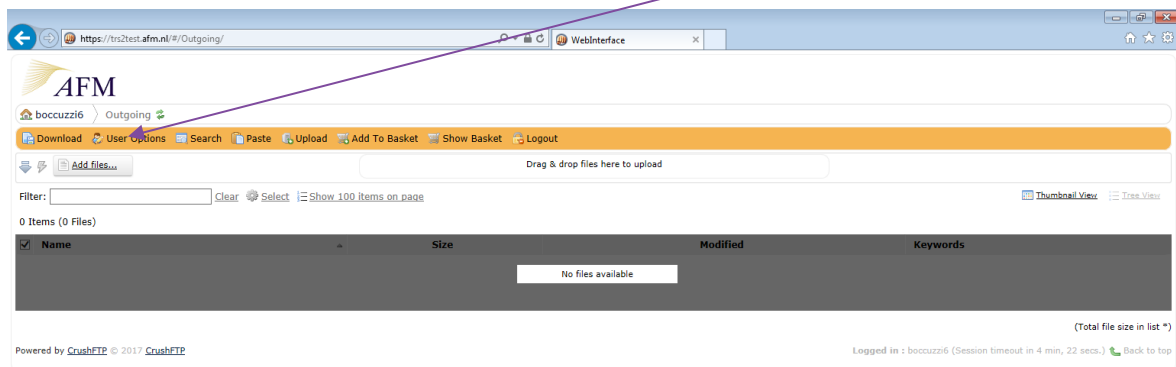 https://trs2test.afm.nl/#/Outgoing/ WebInterface
AFM
boccuzzi6 Outgoing
Download User Options Search Paste Upload Add To Basket Show Basket Logout
Add files... Drag & drop files here to upload
Filter: Clear Select Show 100 items on page Thumbnail View Tree View
0 Items (0 Files)
Name Size Modified Keywords
No files available
(Total file size in list *)
Powered by CrushFTP © 2017 CrushFTP Logged in : boccuzzi6 (Session timeout in 4 min, 22 secs.) Back to top